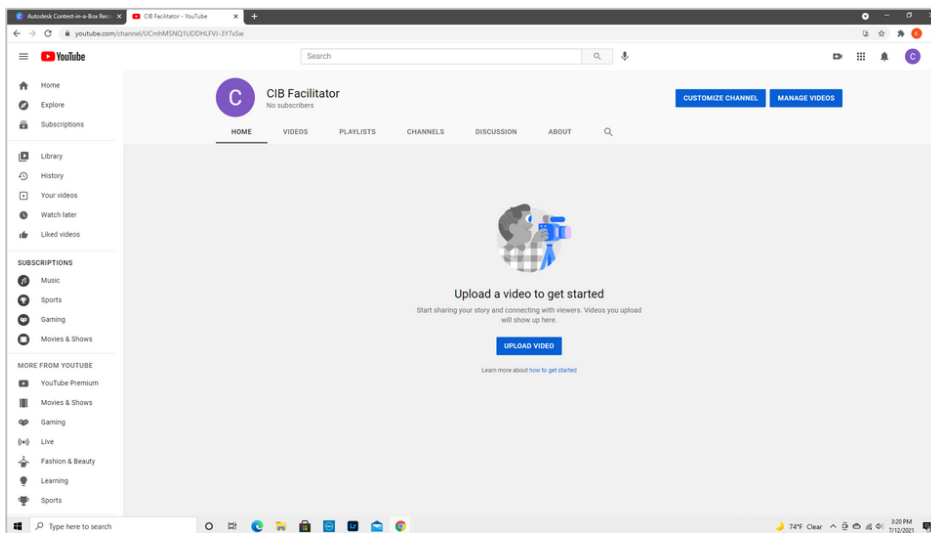 Autodesk Contest-in-a-Box Recr
CIB Facilitator - YouTube
youtube.com/channel/UCmhMSNQ1UDDHLFVJ-3Y7xSw
K
YouTube
Search
C
C
CIB Facilitator
No subscribers
CUSTOMIZE CHANNEL
MANAGE VIDEOS
HOME
VIDEOS
PLAYLISTS
CHANNELS
DISCUSSION
ABOUT
Home
Explore
Subscriptions
Library
History
Your videos
Watch later
Liked videos
SUBSCRIPTIONS
Music
Sports
Gaming
Movies & Shows
MORE FROM YOUTUBE
YouTube Premium
Movies & Shows
Gaming
Live
Fashion & Beauty
Learning
Sports
Upload a video to get started
Start sharing your story and connecting with viewers. Videos you upload
will show up here.
UPLOAD VIDEO
Learn more about how to get started
Type here to search
Lr
74°F Clear
3:20 PM
7/12/2021